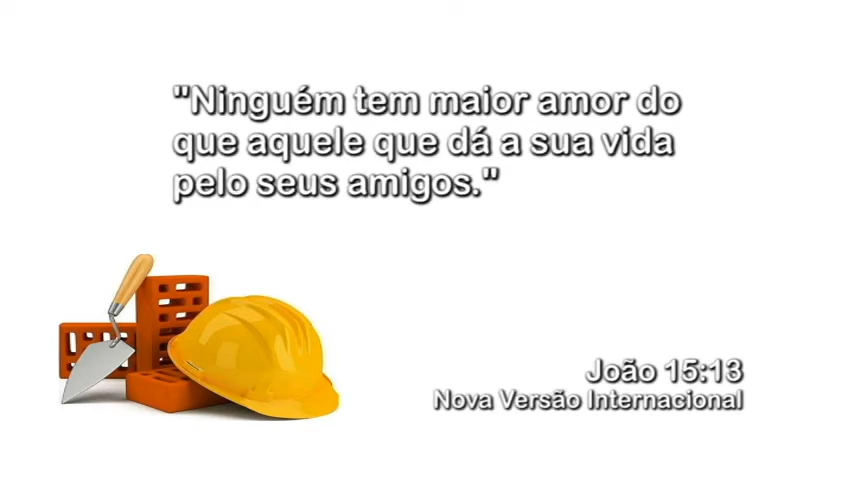 "Ninguém tem maior amor do
que aquele que dá a sua vida
pelo seus amigos."
João 15:13
Nova Versão Internacional